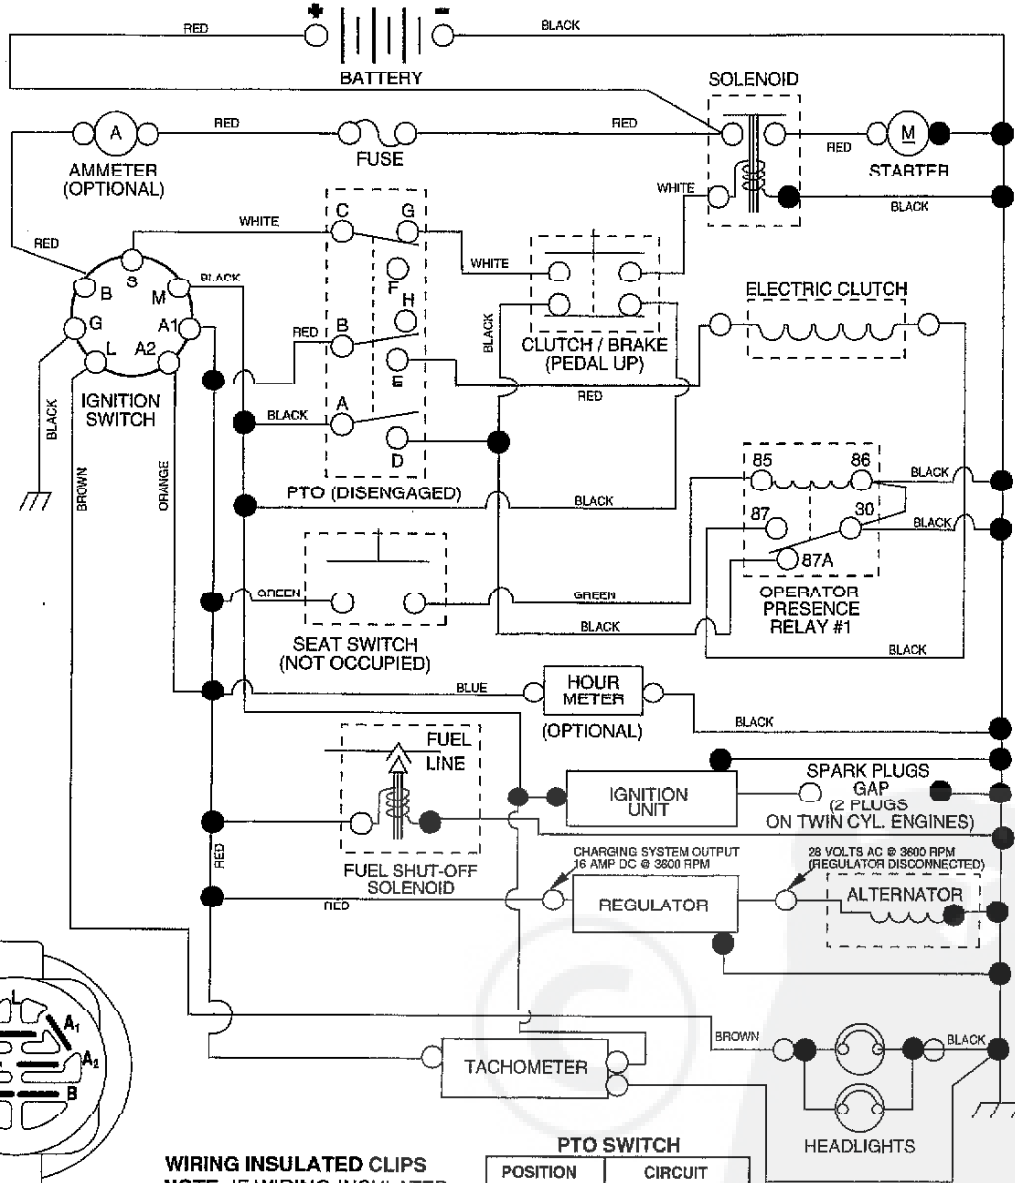 + -
RED
BLACK
BATTERY
SOLENOID
A
RED
RED
RED
M
AMMETER
(OPTIONAL)
FUSE
STARTER
WHITE
BLACK
C G
WHITE
RED
WHITE
F
S
BLACK
B M
H
G A1
RED B
BLACK
ELECTRIC CLUTCH
L A2
CLUTCH / BRAKE
(PEDAL UP)
E
IGNITION
SWITCH
RED
A
BLACK
BLACK
D
85 86
BLACK
BROWN
ORANGE
PTO (DISENGAGED)
BLACK
87 30
BLACK
87A
GREEN
GREEN
OPERATOR
PRESENCE
RELAY #1
BLACK
SEAT SWITCH
(NOT OCCUPIED)
BLACK
BLUE
HOUR
METER
(OPTIONAL)
BLACK
FUEL
LINE
IGNITION
UNIT
SPARK PLUGS
GAP
(2 PLUGS
ON TWIN CYL. ENGINES)
RED
FUEL SHUT-OFF
SOLENOID
CHARGING SYSTEM OUTPUT
16 AMP DC @ 3600 RPM
28 VOLTS AC @ 3600 RPM
(REGULATOR DISCONNECTED)
RED
REGULATOR
ALTERNATOR
L
A1
A2
B
BROWN
BLACK
TACHOMETER
HEADLIGHTS
PTO SWITCH
WIRING INSULATED CLIPS
POSITION CIRCUIT
NOTE: IF WIRING INSULATED